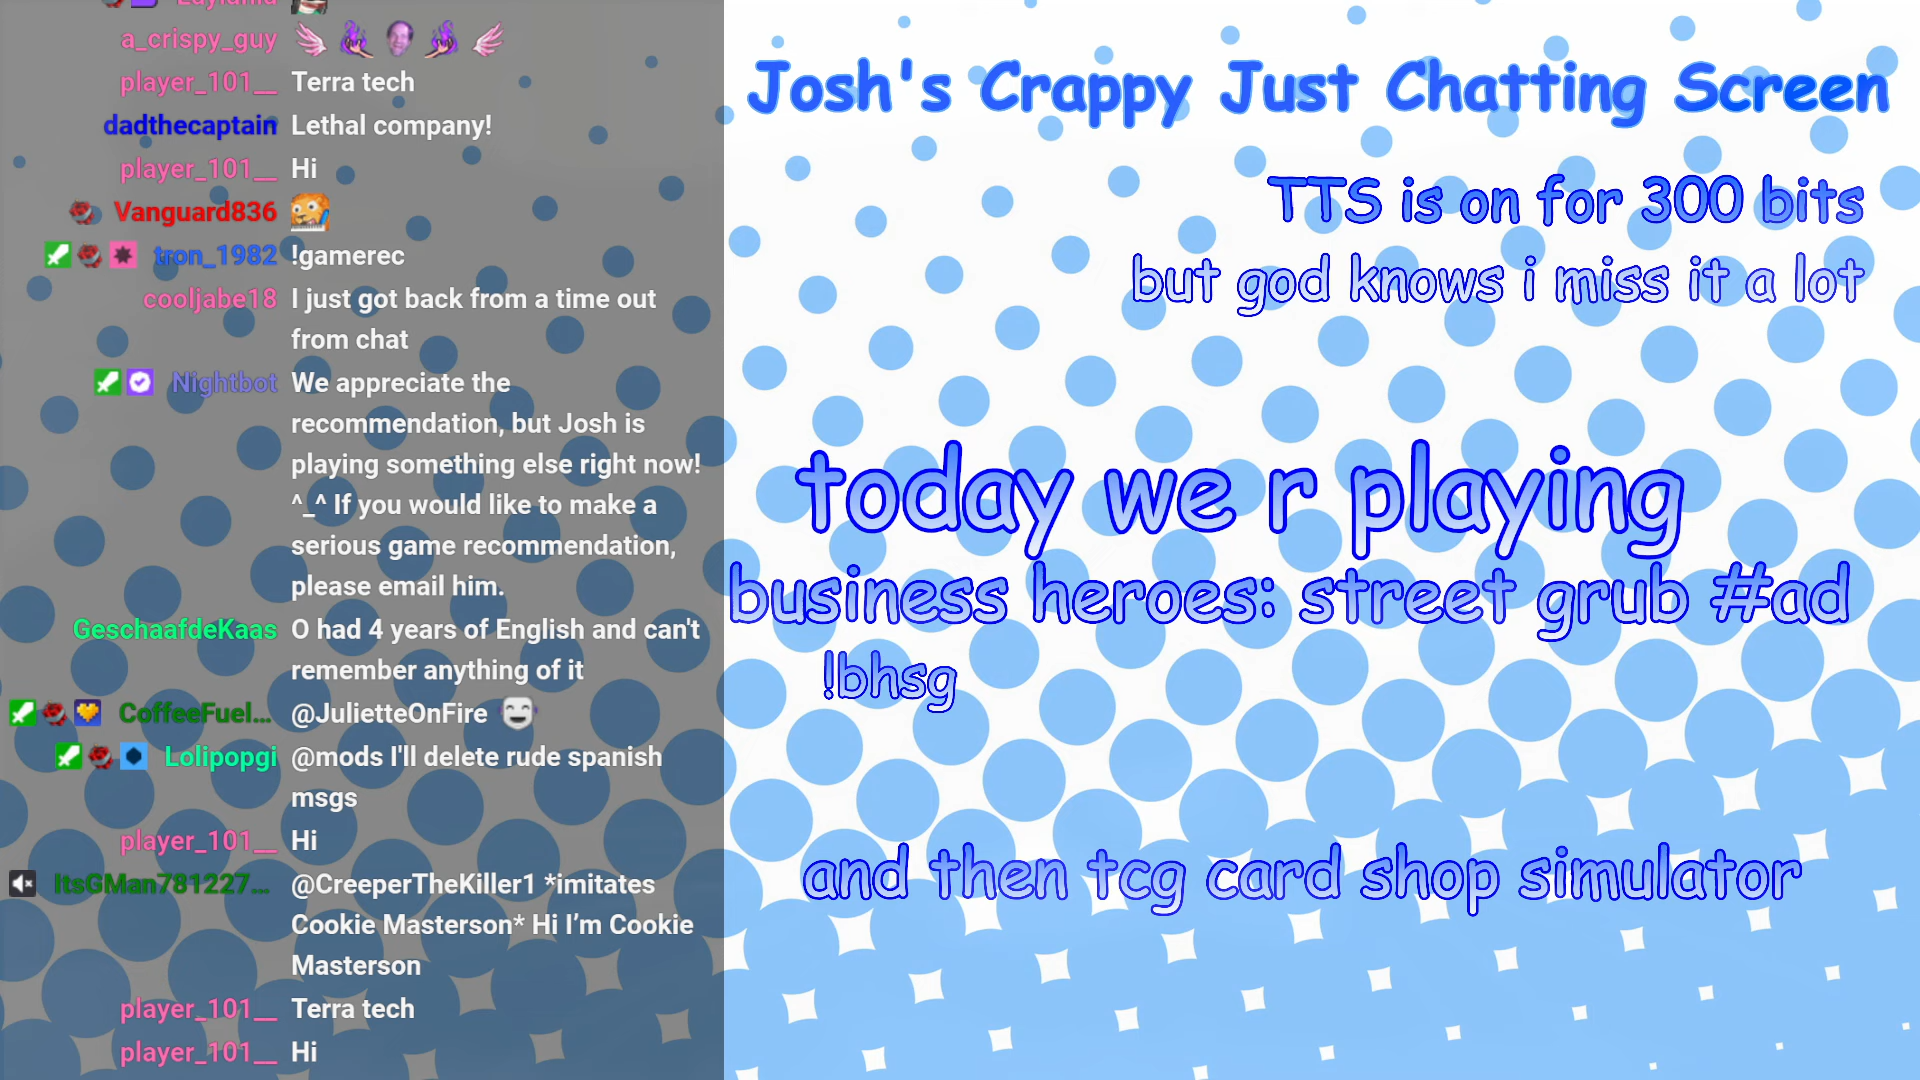 a_crispy_guy
player_101__ Terra tech
dadthecaptain Lethal company!
player_101__ Hi
Vanguard836
tron_1982 !gamerec
cooljabe18 I just got back from a time out
from chat
Nightbot We appreciate the
recommendation, but Josh is
playing something else right now!
^_^ If you would like to make a
serious game recommendation,
please email him.
GeschaafdeKaas O had 4 years of English and can't
remember anything of it
CoffeeFuel... @JulietteOnFire
Lolipopgi @mods I'll delete rude spanish
msgs
player_101__ Hi
ItsGMan781227... @CreeperTheKiller1 *imitates
Cookie Masterson* Hi I’m Cookie
Masterson
player_101__ Terra tech
player_101__ Hi
Josh's Crappy Just Chatting Screen
TTS is on for 300 bits
but god knows i miss it a lot
today we r playing
business heroes: street grub #ad
!bhsg
and then tcg card shop simulator